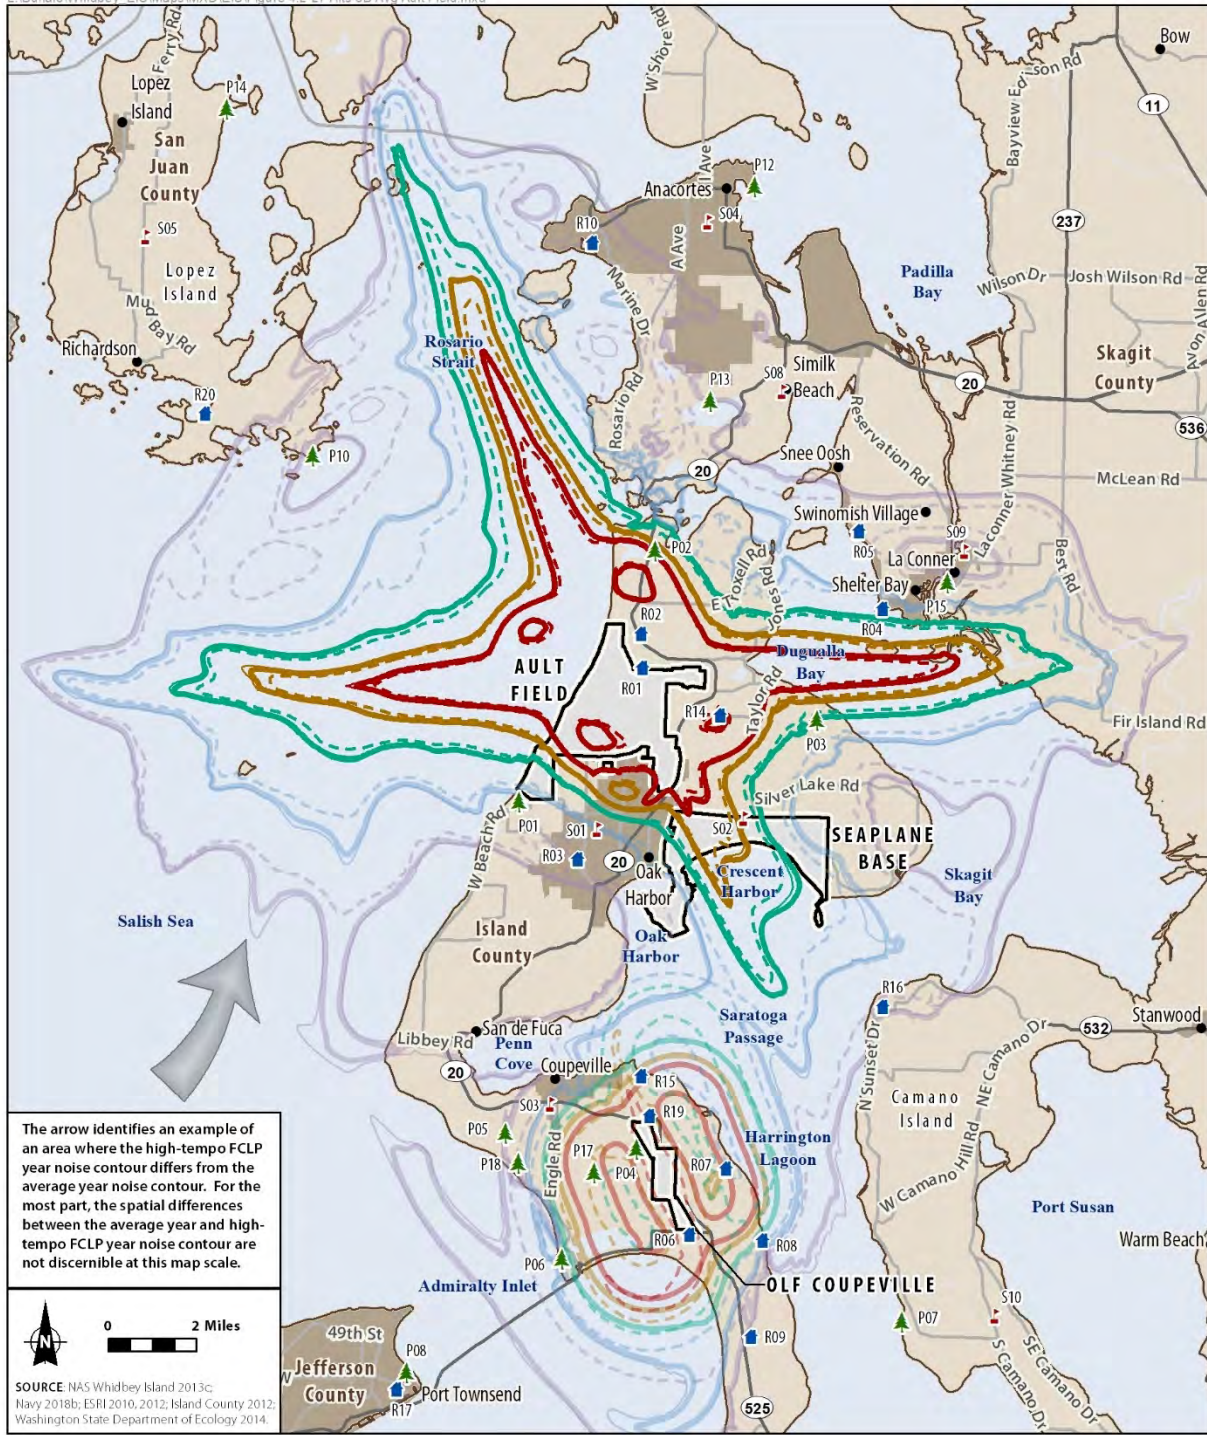 Bow
Ferry Rd.
W Shore Rd
Bayview Edison Rd
11
Lopez
Island
P14
San
Juan
County
P12
Anacortes
S04
R10
A Ave
237
S05
Lopez
Island
Marine Dr
Padilla
Bay
Wilson Dr
Josh Wilson Rd
Avon Allen Rd
Mud Bay Rd
Richardson
Rosario
Strait
Similk
Beach
S08
Skagit
County
20
R20
P13
Rosario Rd
Reservation Rd
Laconner Whitney Rd
536
P10
20
Snee Oosh
McLean Rd
Swinomish Village
S09
R05
La Conner
Best Rd
P02
E Troxell Rd
Jones Rd
Shelter Bay
P15
R04
R02
Dugualla
Bay
AULT
FIELD
R01
Taylor Rd
R14
P03
Fir Island Rd
Silver Lake Rd
P01
S01
S02
SEAPLANE
BASE
W Beach Rd
R03
20
Oak
Harbor
Crescent
Harbor
Skagit
Bay
Salish Sea
Island
County
Oak
Harbor
R16
Saratoga
Passage
532
Stanwood
San de Fuca
Libbey Rd
Penn
Cove
20
Coupeville
N Sunset Dr
NE Camano Dr
R15
Camano
Island
S03
R19
P05
P17
Harrington
Lagoon
P18
Engle Rd
P04
R07
W Camano Hill Rd
Port Susan
R06
R08
Warm Beach
P06
Admiralty Inlet
OLF COUPEVILLE
P07
S10
R09
S Camano Dr
SE Camano Dr
525
The arrow identifies an example of
an area where the high-tempo FCLP
year noise contour differs from the
average year noise contour. For the
most part, the spatial differences
between the average year and high-
tempo FCLP year noise contour are
not discernible at this map scale.
N
0 2 Miles
49th St
Jefferson
County
P08
R17
Port Townsend
SOURCE: NAS Whidbey Island 2013c;
Navy 2018b; ESRI 2010, 2012; Island County 2012;
Washington State Department of Ecology 2014.